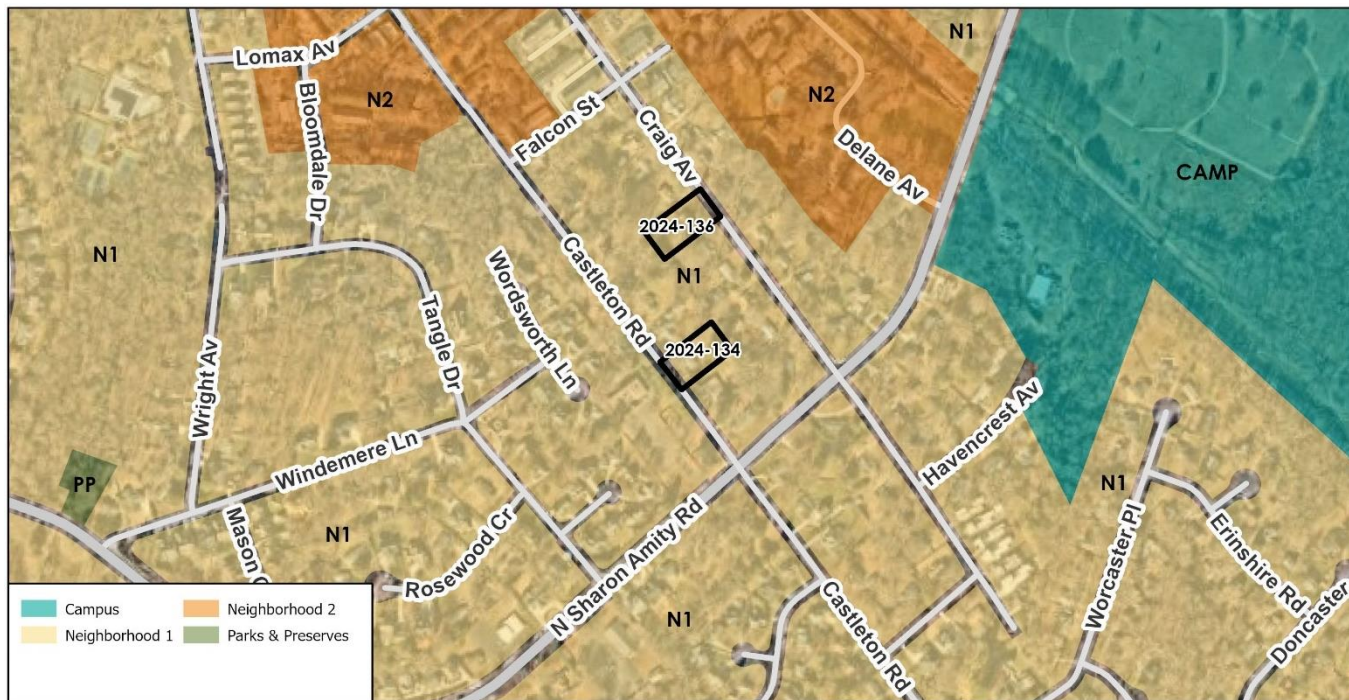 Lomax Av
N1
N2
Bloomdale Dr
Falcon St
Craig Av
N2
Delane Av
CAMP
2024-136
N1
N1
Castleton Rd
Wordsworth Ln
Tangle Dr
2024-134
Wright Av
Windemere Ln
Havencrest Av
PP
N1
Mason C
N1
Rosewood Cr
N Sharon Amity Rd
N1
Castleton Rd
Worcaster Pl
Erinshire Rd
Doncaster
Campus
Neighborhood 2
Neighborhood 1
Parks & Preserves